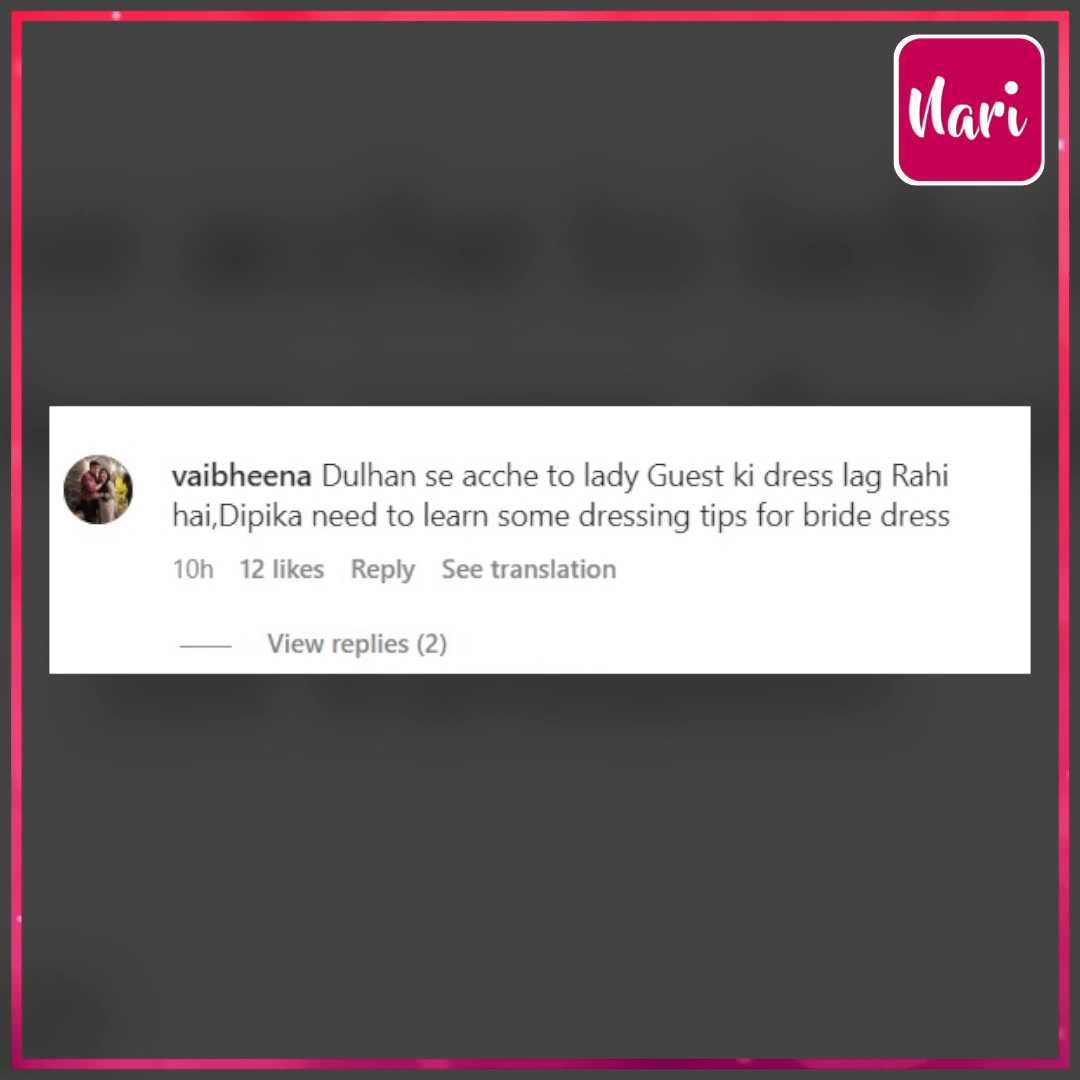 Nari
vaibheena Dulhan se acche to lady Guest ki dress lag Rahi
hai,Dipika need to learn some dressing tips for bride dress
10h 12 likes Reply See translation
View replies (2)